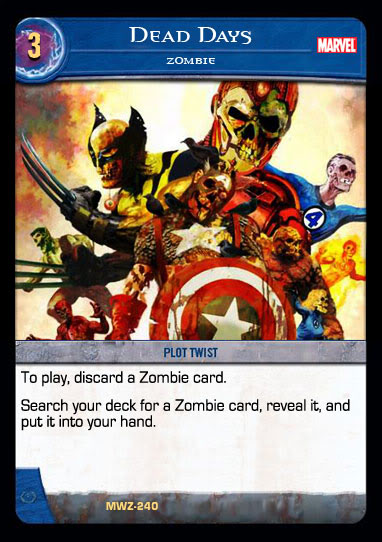 3
DEAD DAYS
ZOMBIE
MARVEL
4
PLOT TWIST
To play, discard a Zombie card.
Search your deck for a Zombie card, reveal it, and
put it into your hand.
MWZ-240